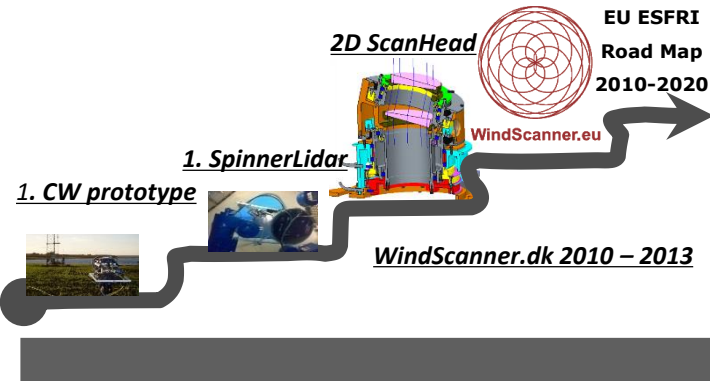 EU ESFRI
Road Map
2010-2020
2D ScanHead
WindScanner.eu
1. SpinnerLidar
1. CW prototype
WindScanner.dk 2010 – 2013